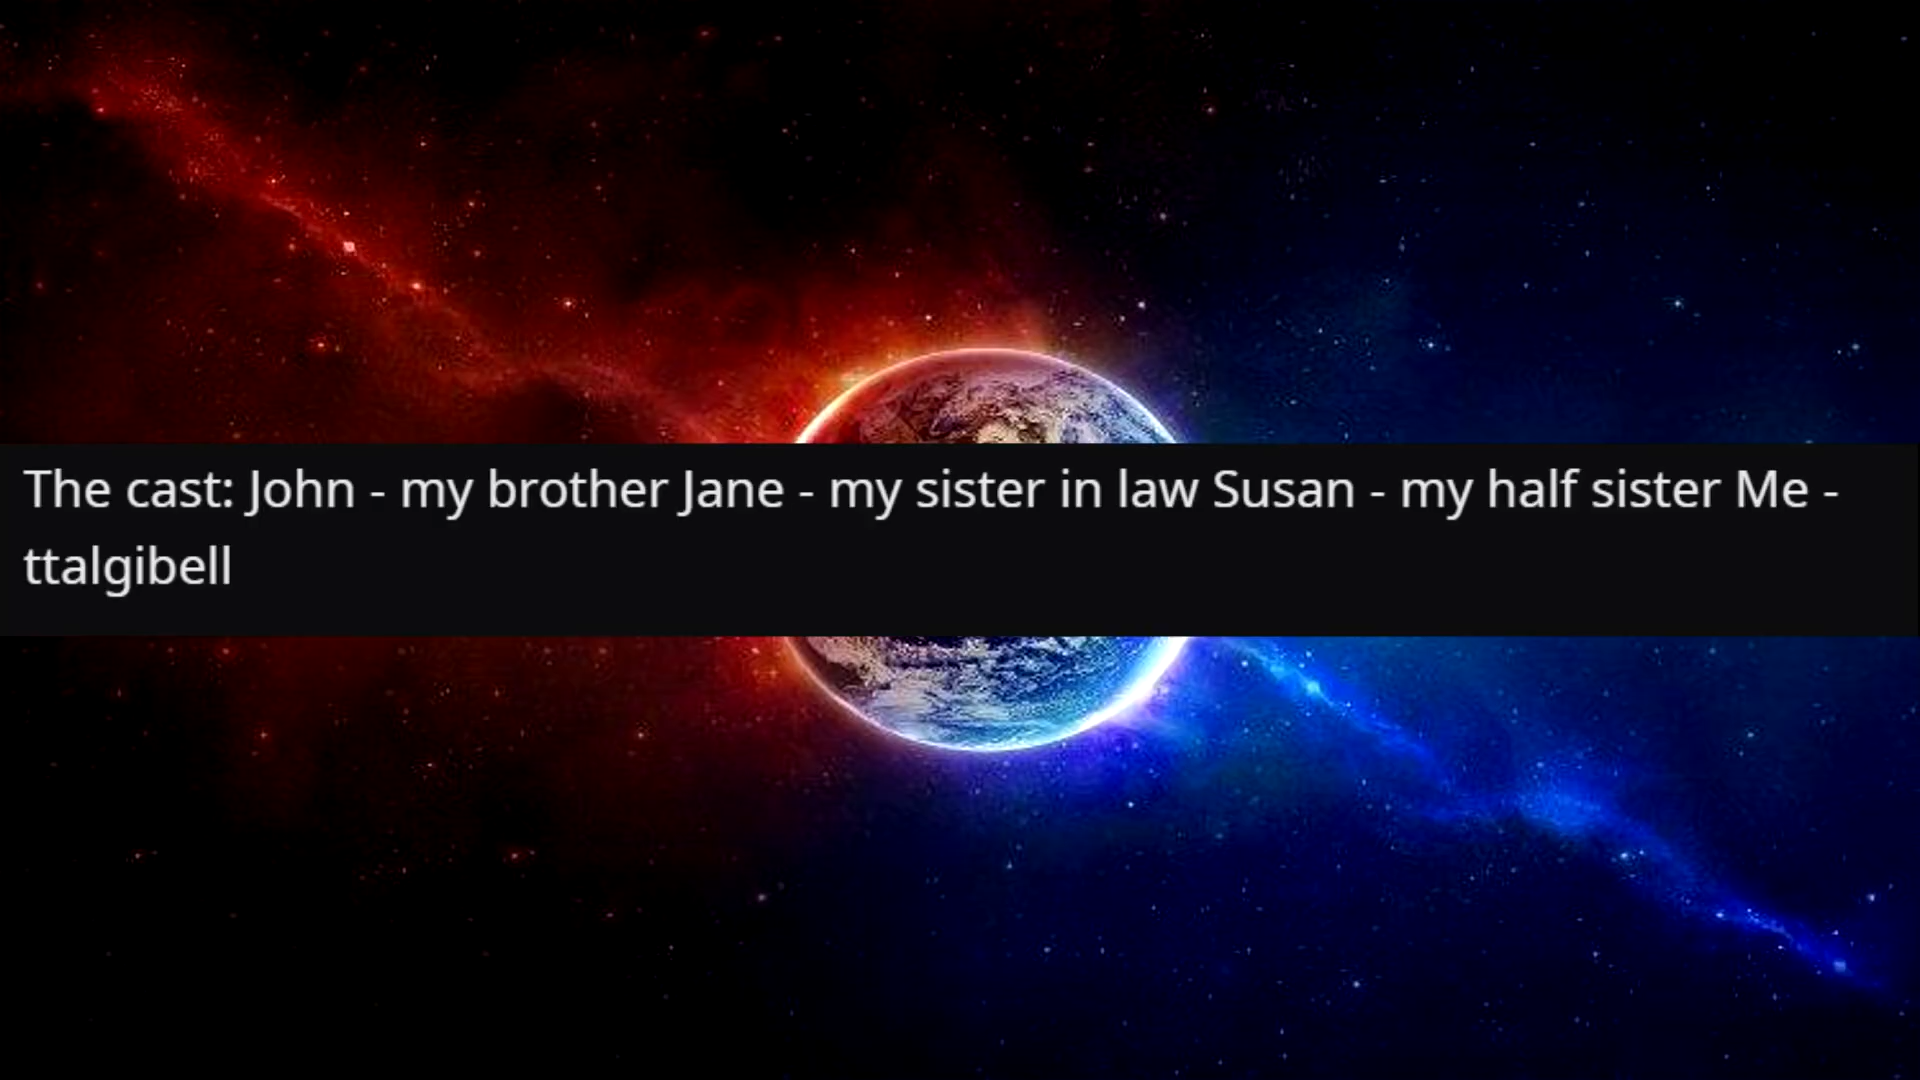 The cast: John - my brother Jane - my sister in law Susan - my half sister Me -
ttalgibell